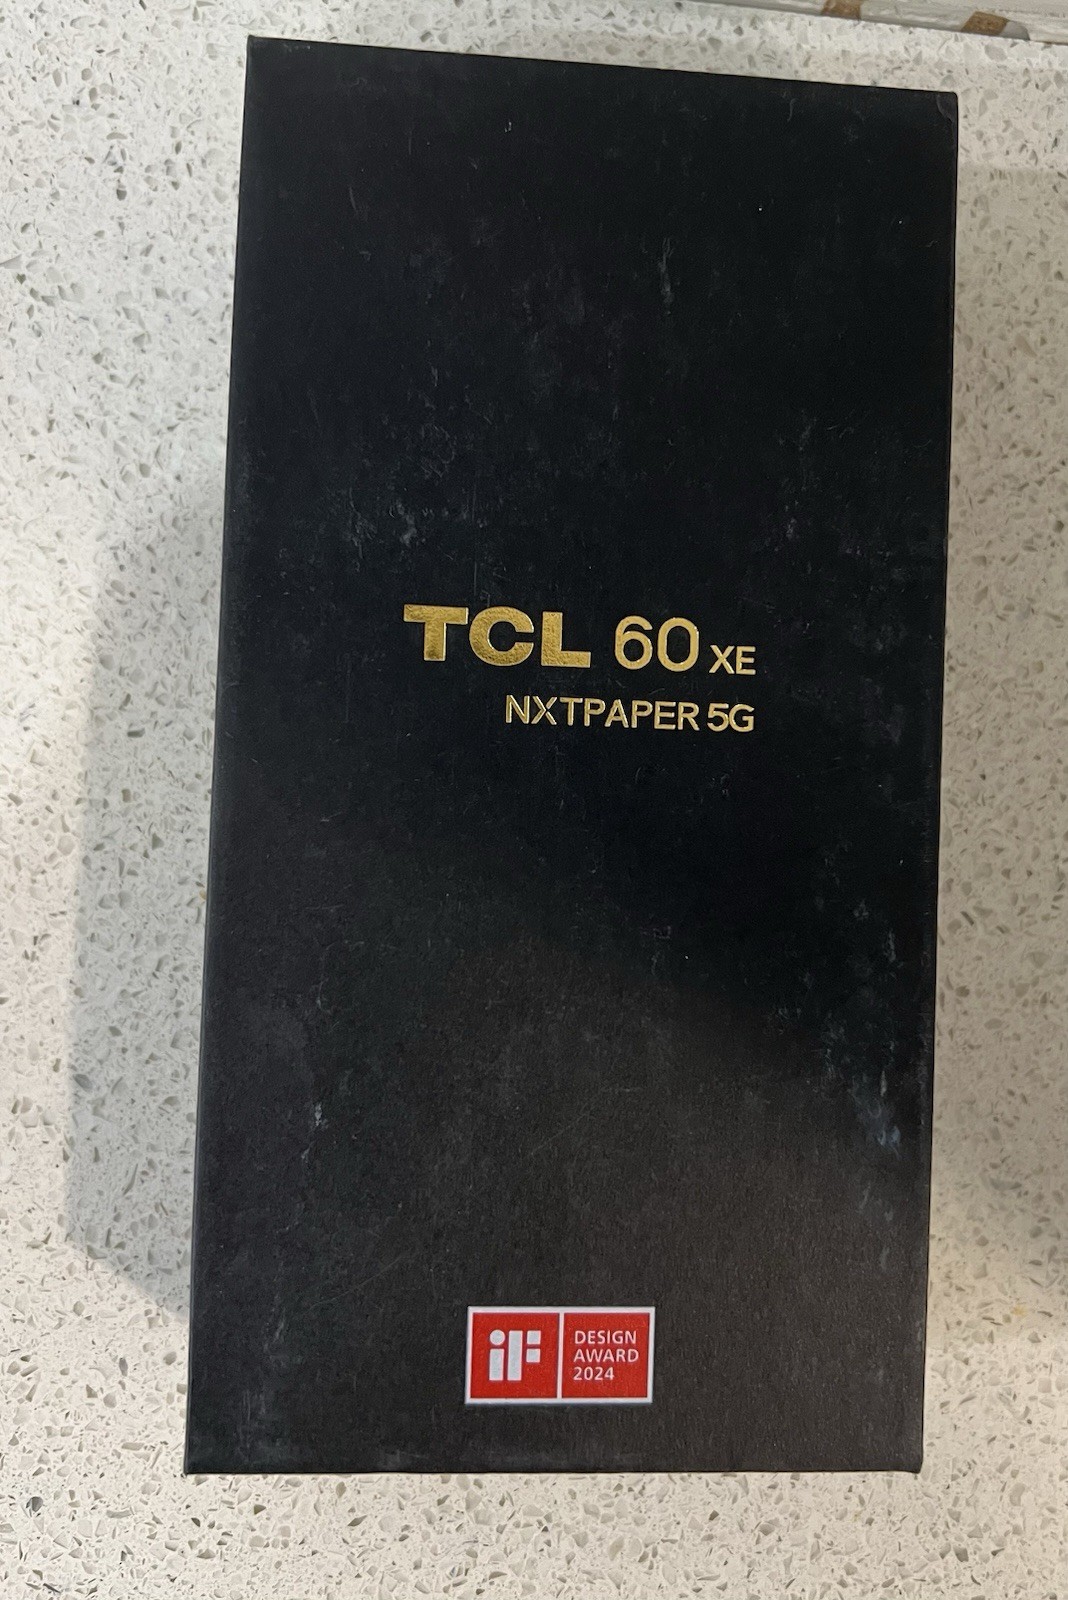 TCL 60 XE
NXTPAPER 5G
iF
DESIGN
AWARD
2024